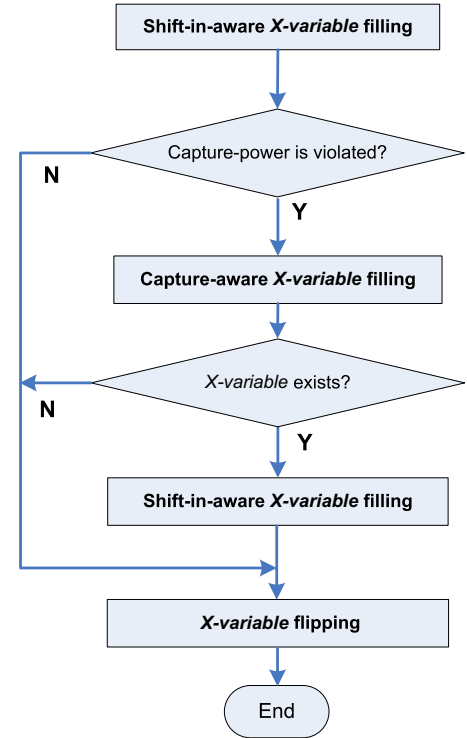 Shift-in-aware X-variable filling
Capture-power is violated?
N
Y
Capture-aware X-variable filling
X-variable exists?
N
Y
Shift-in-aware X-variable filling
X-variable flipping
End